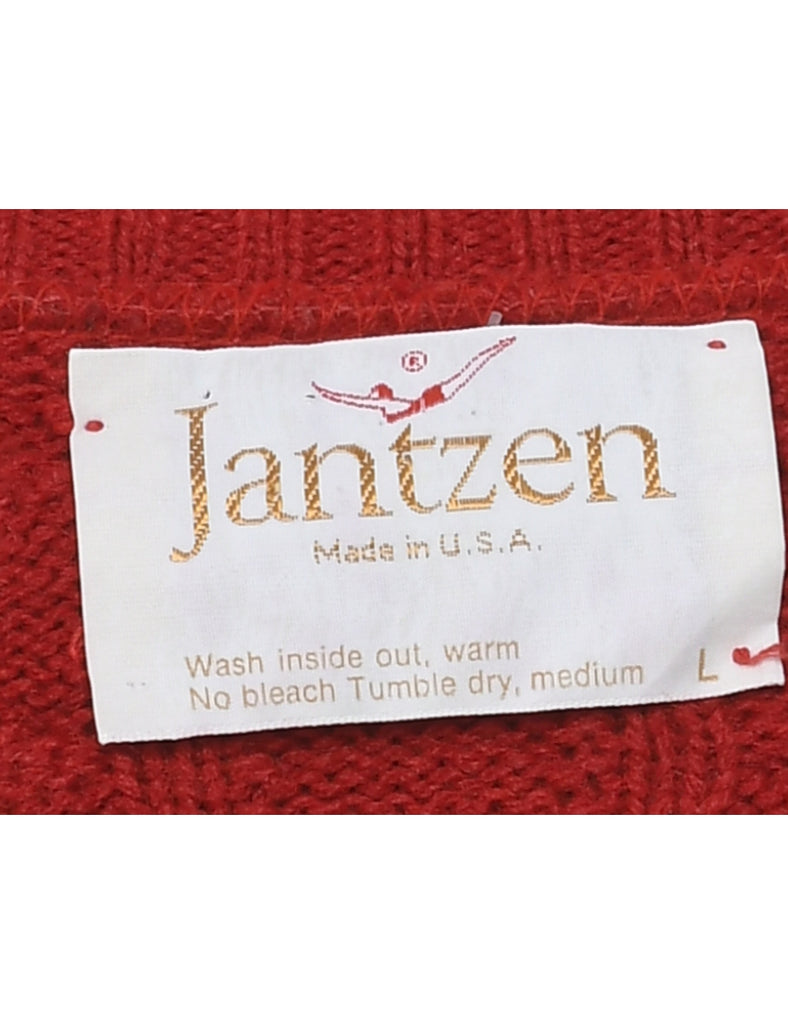 ®
Jantzen
Made in U.S.A.
Wash inside out, warm
No bleach Tumble dry, medium L